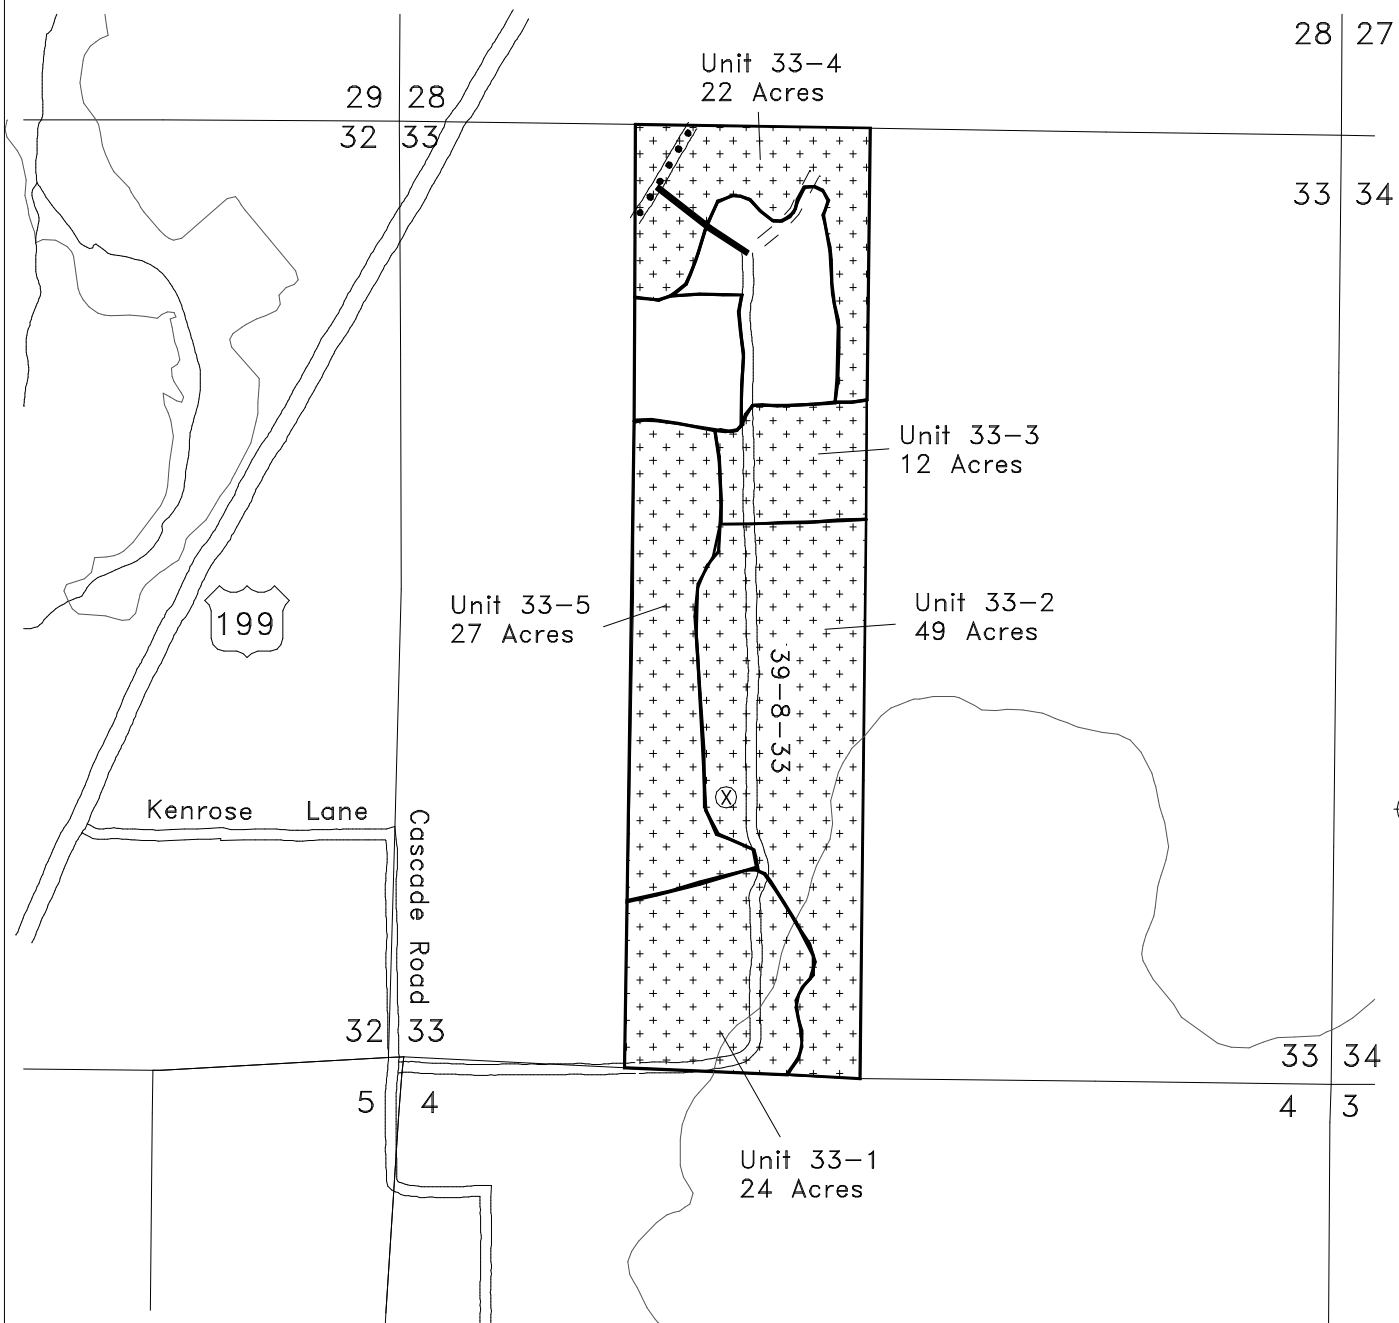 28 27
Unit 33-4
22 Acres
29 28
32 33
33 34
Unit 33-3
12 Acres
Unit 33-5
27 Acres
Unit 33-2
49 Acres
199
39-8-33
X
Kenrose Lane
Cascade Road
32 33
33 34
5 4
4 3
Unit 33-1
24 Acres